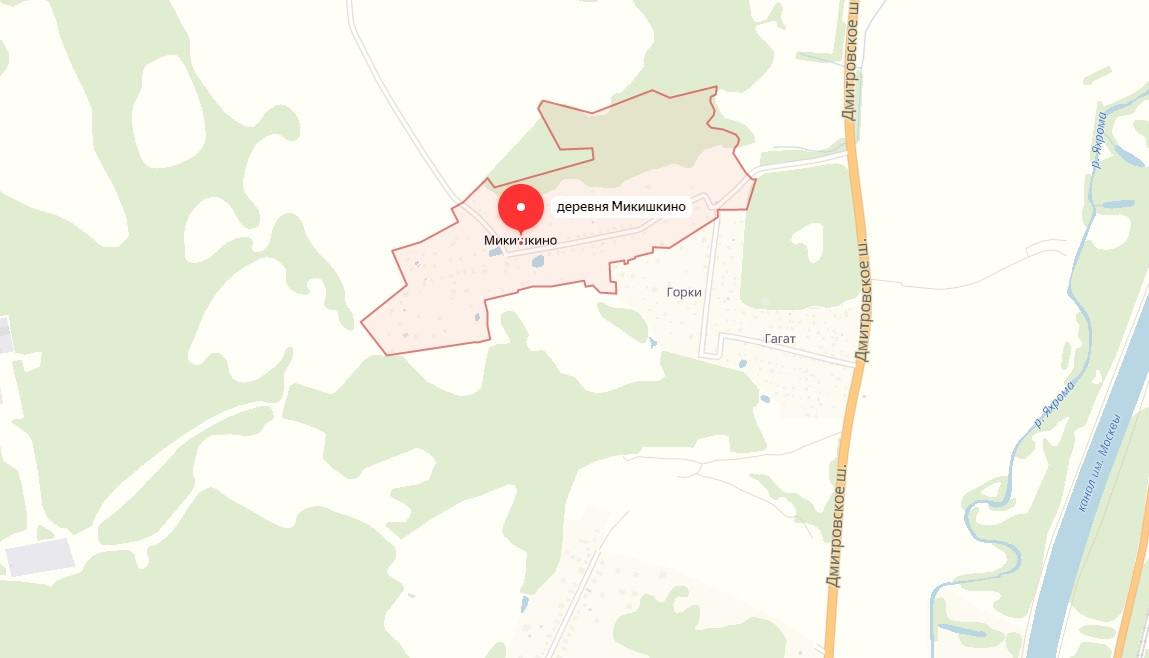 Дмитровское ш.
р. Яхрома
деревня Микишкино
Микишкино
Дмитровское ш.
Горки
Гагат
р. Яхрома
канал им. Москвы
Дмитровское ш.